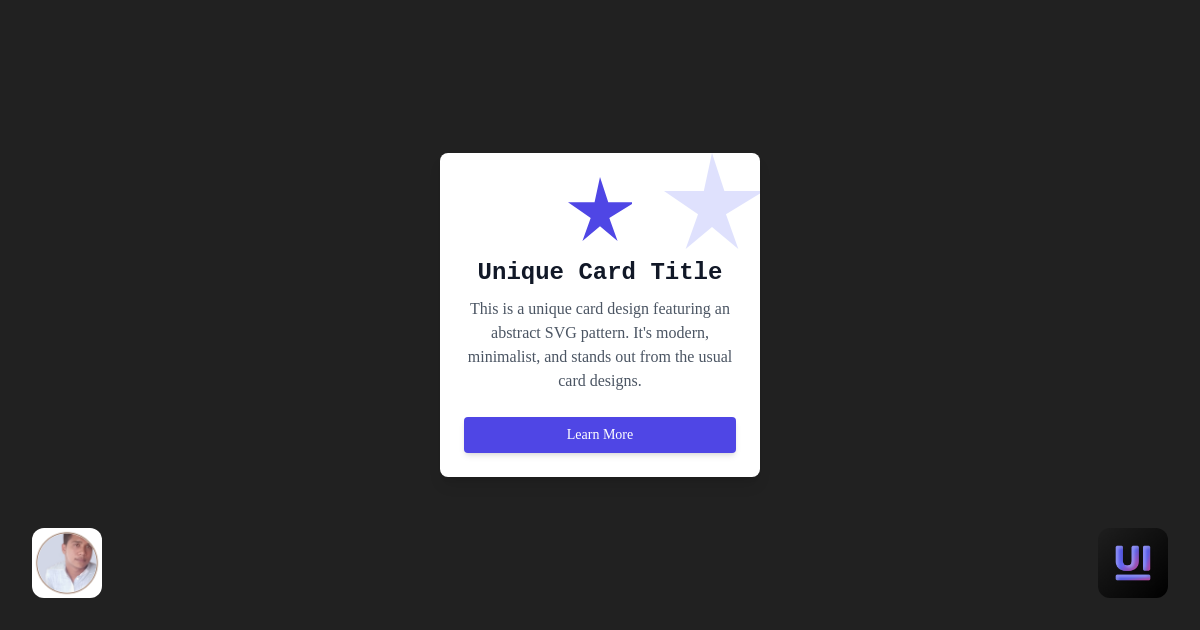 Unique Card Title
This is a unique card design featuring an
abstract SVG pattern. It's modern,
minimalist, and stands out from the usual
card designs.
Learn More
UI